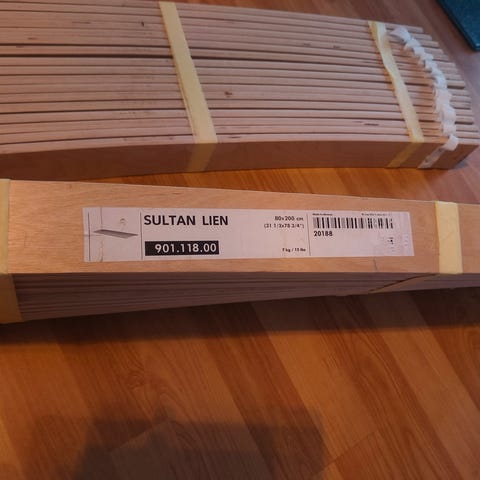 SULTAN LIEN
901.118.00
80x200 cm
(31 1/2x78 3/4")
7 kg / 15 lbs
20188